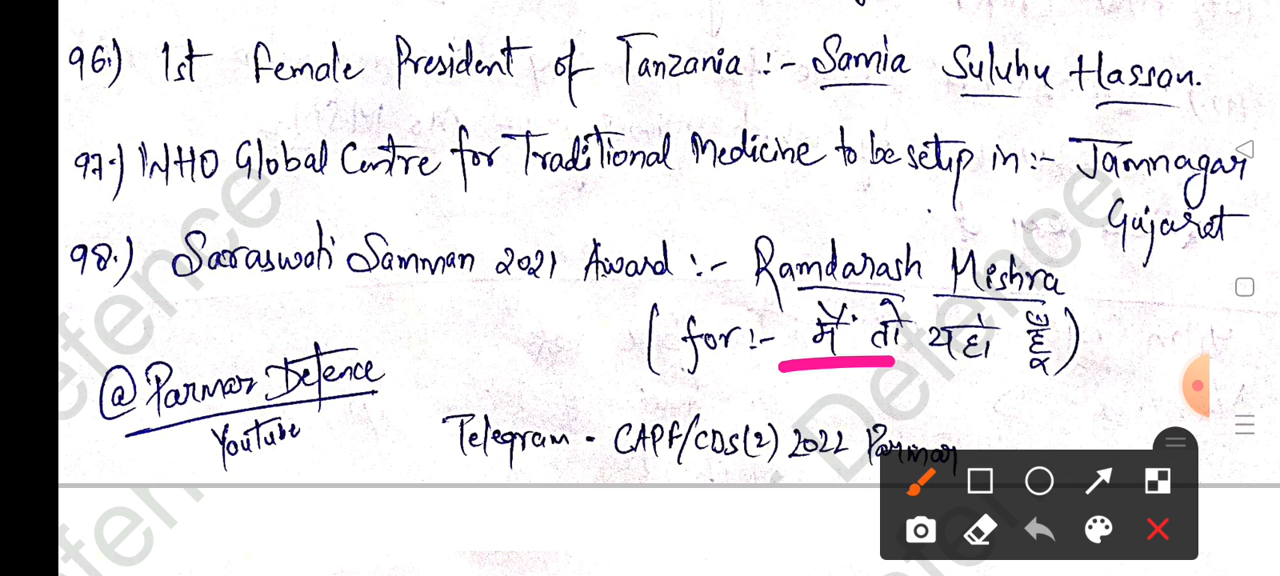 96.) 1st Female President of Tanzania :- Samia Suluhu Hassan.
97.) WHO Global Centre for Traditional Medicine to be setup in :- Jamnagar
Gujarat
98.) Saraswati Samman 2021 Award :- Ramdarash Mishra
(for :- मैं तो यहाँ हूँ)
@Parmar Defence
YouTube
Telegram - CAPF/CDS(2) 2022 Parmar
Defence